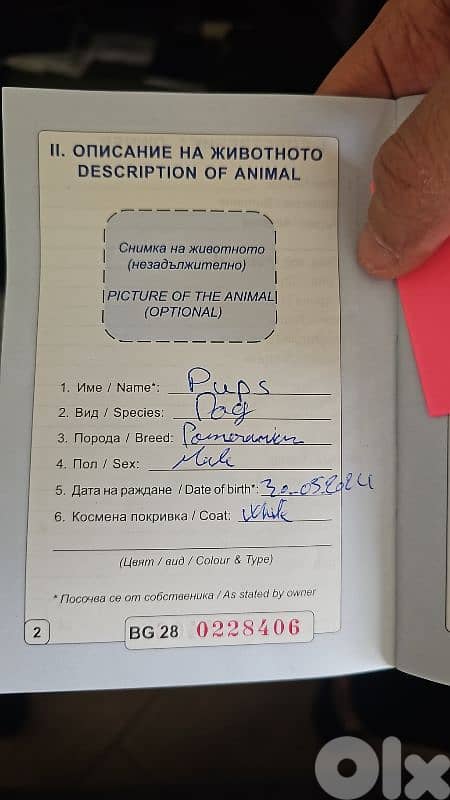 II. ОПИСАНИЕ НА ЖИВОТНОТО
DESCRIPTION OF ANIMAL
Снимка на животното
(незадължително)
PICTURE OF THE ANIMAL
(OPTIONAL)
1. Име / Name*: Pups
2. Вид / Species: Dog
3. Порода / Breed: Pomeranian
4. Пол / Sex: Male
5. Дата на раждане / Date of birth*: 30.05.2024
6. Космена покривка / Coat: White
(Цвят / вид / Colour & Type)
* Посочва се от собственика / As stated by owner
2
BG 28 0228406
OLX